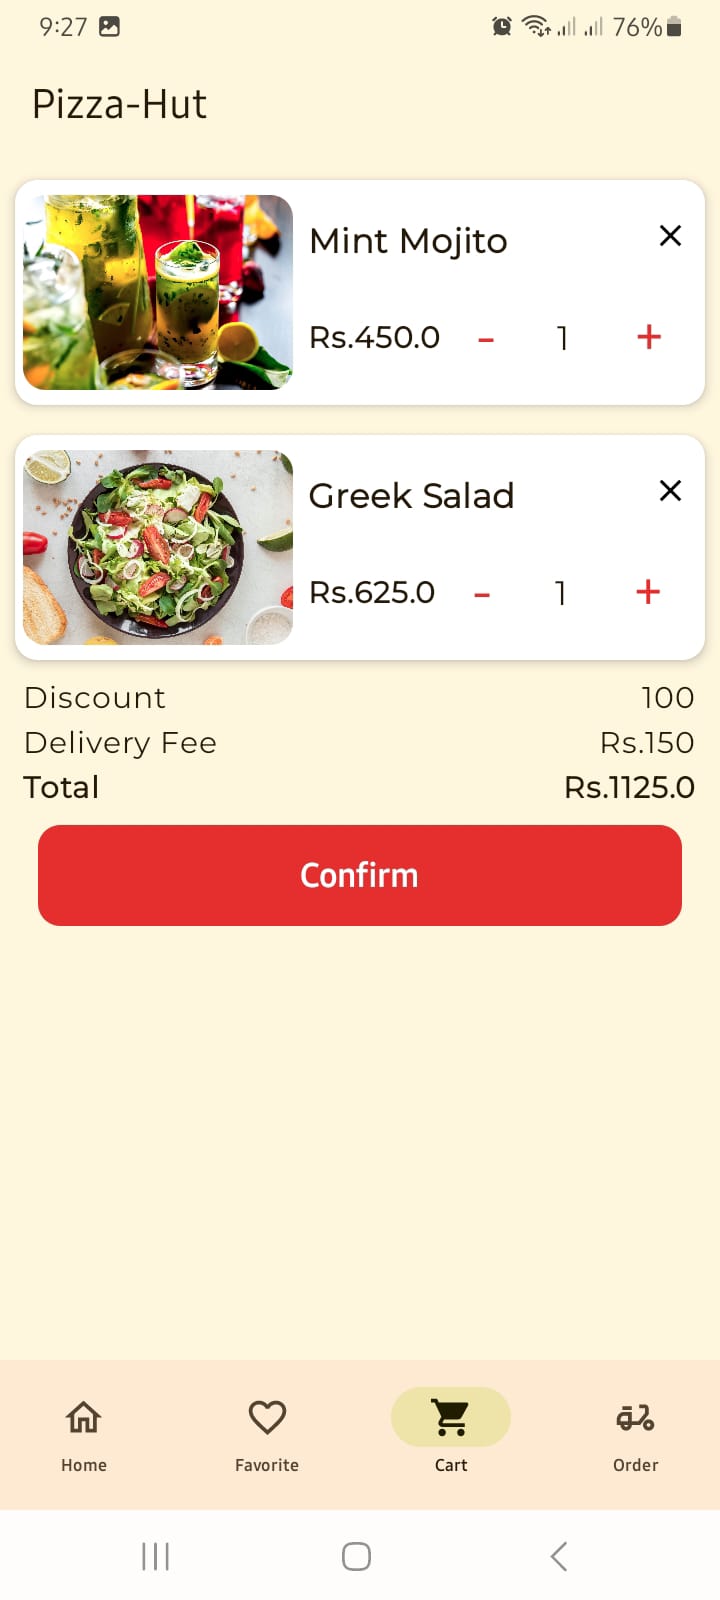 9:27 76%
Pizza-Hut
Mint Mojito
Rs.450.0 - 1 +
Greek Salad
Rs.625.0 - 1 +
Discount 100
Delivery Fee Rs.150
Total Rs.1125.0
Confirm
Home Favorite Cart Order